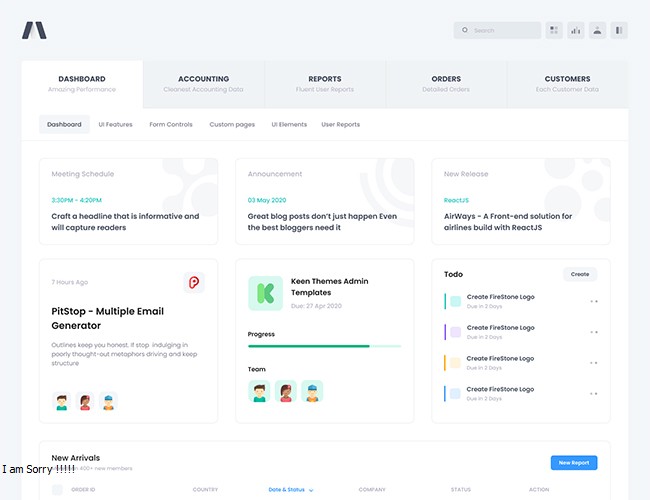 Search
DASHBOARD
Amazing Performance
ACCOUNTING
Cleanest Accounting Data
REPORTS
Fluent User Reports
ORDERS
Detailed Orders
CUSTOMERS
Each Customer Data
Dashboard UI Features Form Controls Custom pages UI Elements User Reports
Meeting Schedule
3:30PM - 4:20PM
Craft a headline that is informative and
will capture readers
Announcement
03 May 2020
Great blog posts don't just happen Even
the best bloggers need it
New Release
ReactJS
AirWays - A Front-end solution for
airlines build with ReactJS
7 Hours Ago
PitStop - Multiple Email
Generator
Outlines keep you honest. If stop indulging in
poorly thought-out metaphors driving and keep
structure
Keen Themes Admin
Templates
Due: 27 Apr 2020
Progress
Team
Todo
Create
Create FireStone Logo
Due in 2 Days
Create FireStone Logo
Due in 2 Days
Create FireStone Logo
Due in 2 Days
Create FireStone Logo
Due in 2 Days
New Arrivals
400+ new members
New Report
I am Sorry !!!!!
ORDER ID COUNTRY Date & Status COMPANY STATUS ACTION